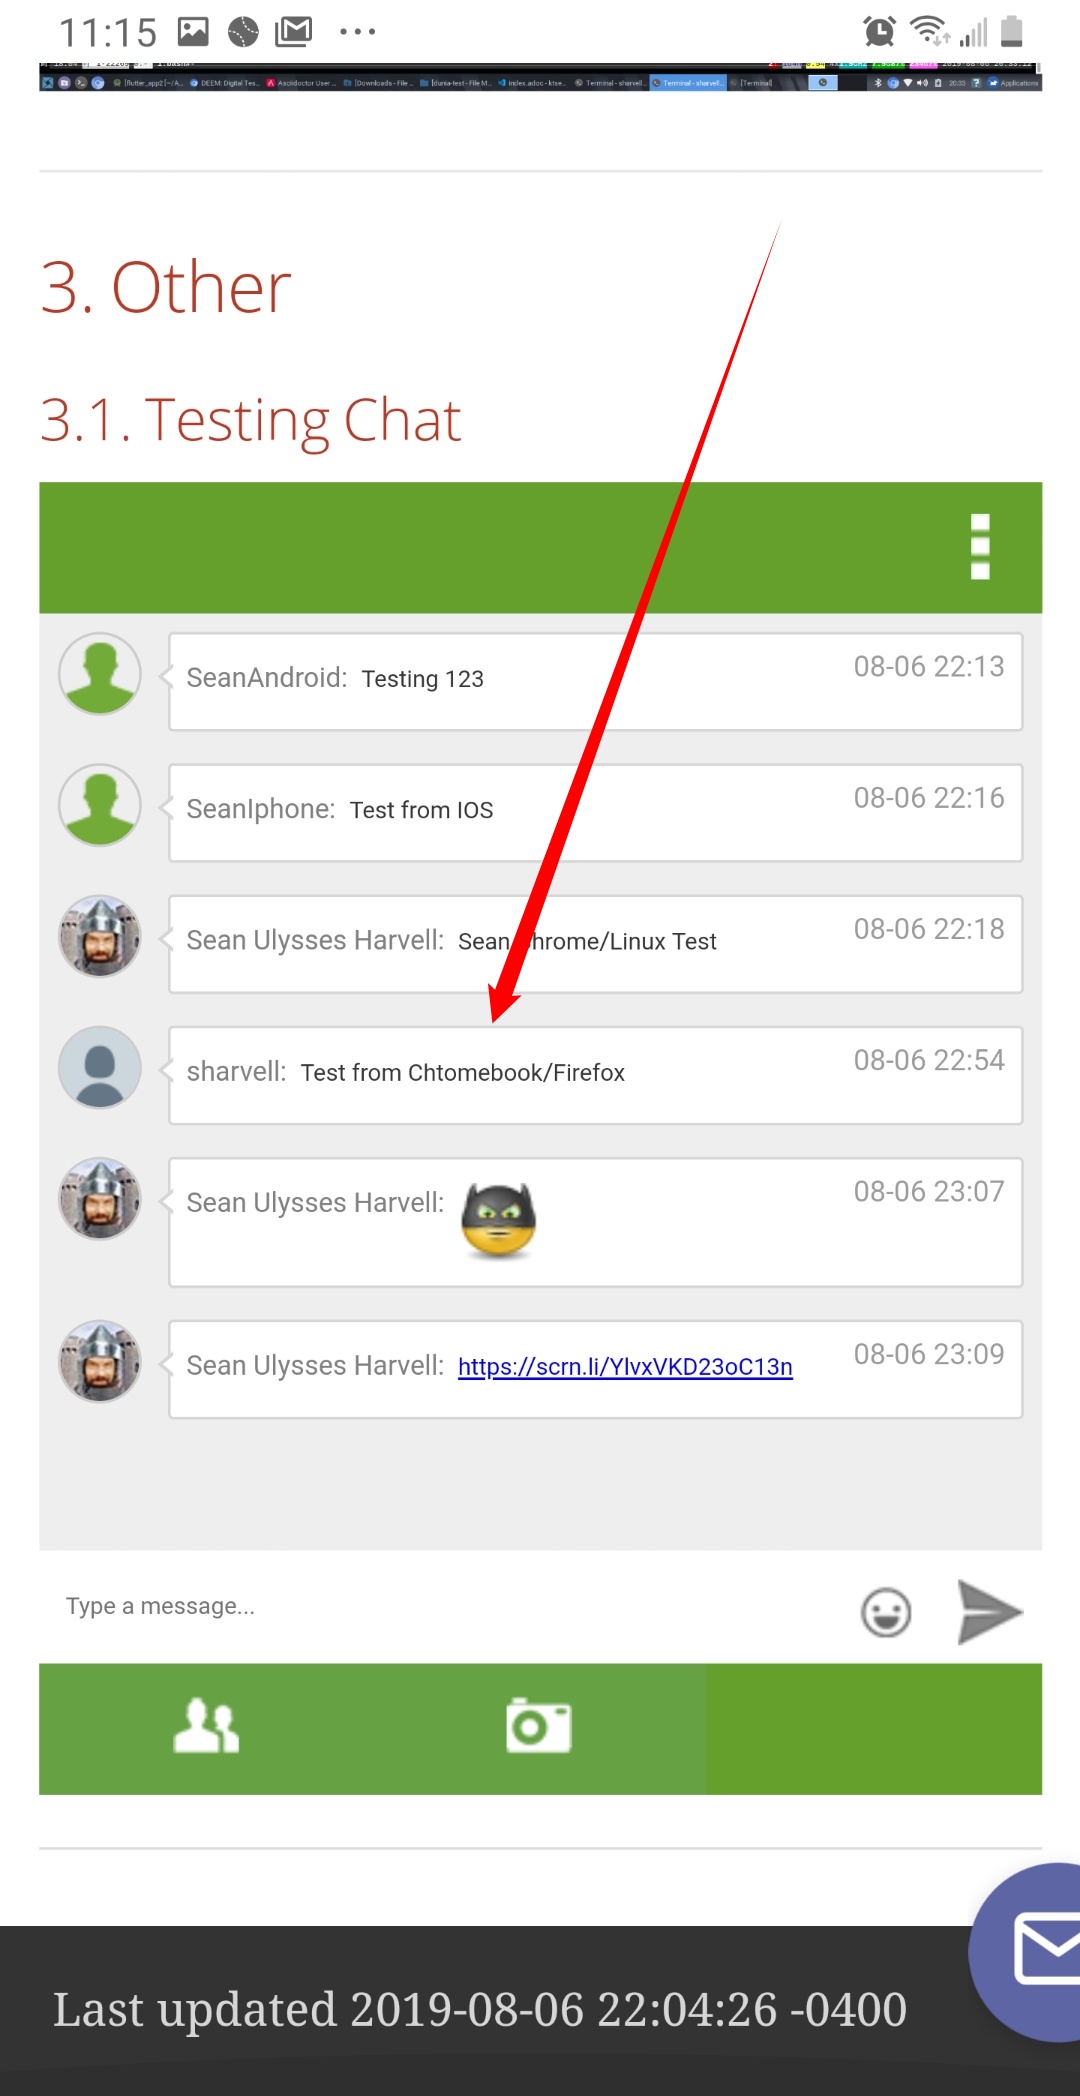 11:15
3. Other
3.1. Testing Chat
SeanAndroid: Testing 123 08-06 22:13
SeanIphone: Test from IOS 08-06 22:16
Sean Ulysses Harvell: Sean hrome/Linux Test 08-06 22:18
sharvell: Test from Chtomebook/Firefox 08-06 22:54
Sean Ulysses Harvell: 08-06 23:07
Sean Ulysses Harvell: https://scrn.li/YlvxVKD23oC13n 08-06 23:09
Type a message...
Last updated 2019-08-06 22:04:26 -0400